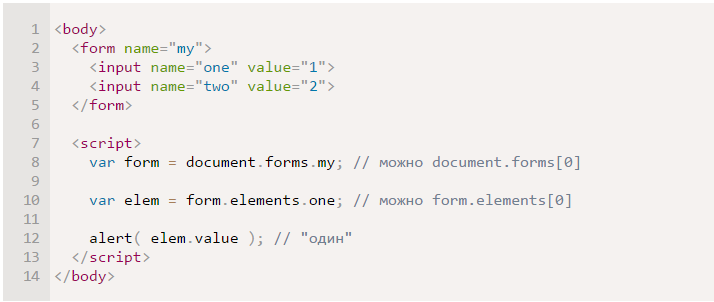 1 <body>
2   <form name="my">
3     <input name="one" value="1">
4     <input name="two" value="2">
5   </form>
6
7   <script>
8     var form = document.forms.my; // можно document.forms[0]
9
10     var elem = form.elements.one; // можно form.elements[0]
11
12     alert( elem.value ); // "один"
13   </script>
14 </body>